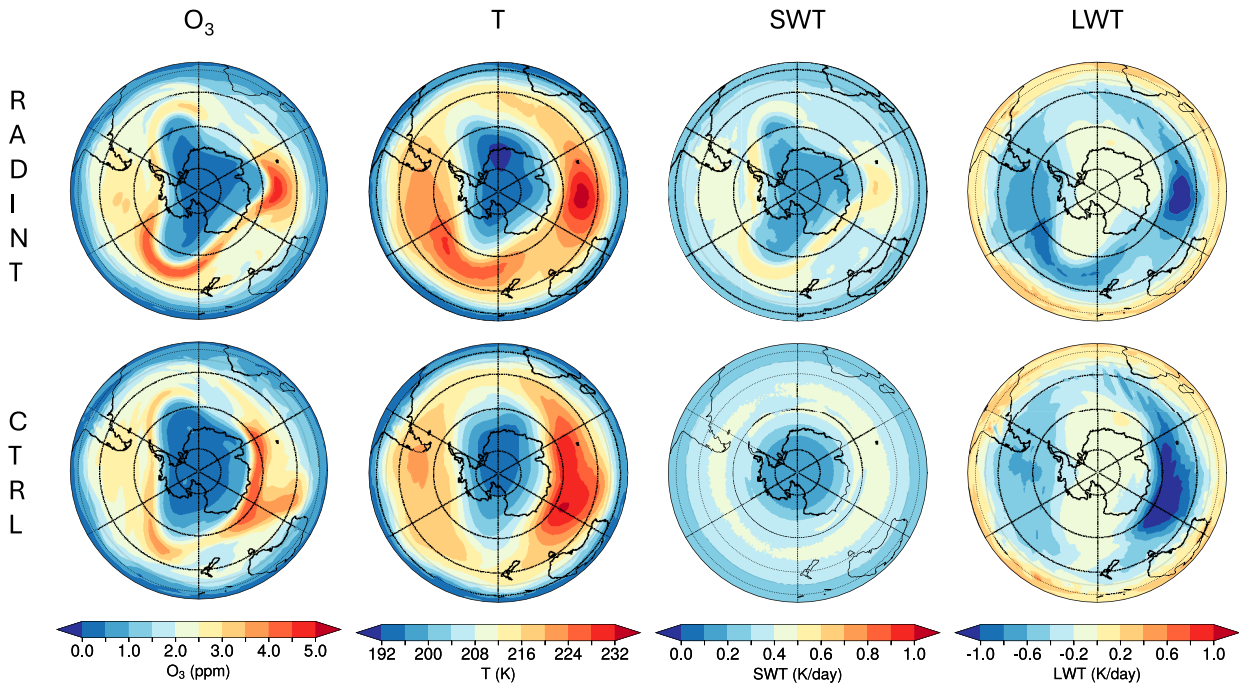 O₃ T SWT LWT
RADINT
CTRL
0.0 1.0 2.0 3.0 4.0 5.0
O₃ (ppm)
192 200 208 216 224 232
T (K)
0.0 0.2 0.4 0.6 0.8 1.0
SWT (K/day)
-1.0 -0.6 -0.2 0.2 0.6 1.0
LWT (K/day)